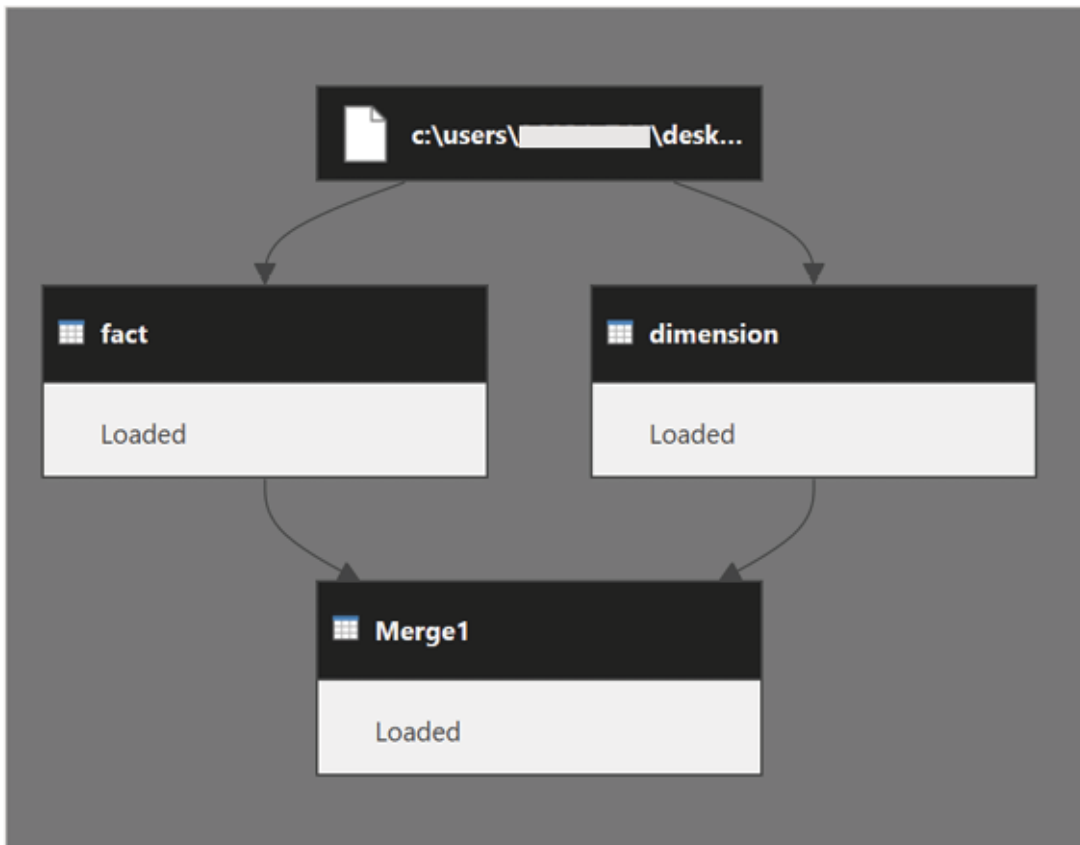 c:\users\ \desk...
fact
dimension
Loaded
Loaded
Merge1
Loaded